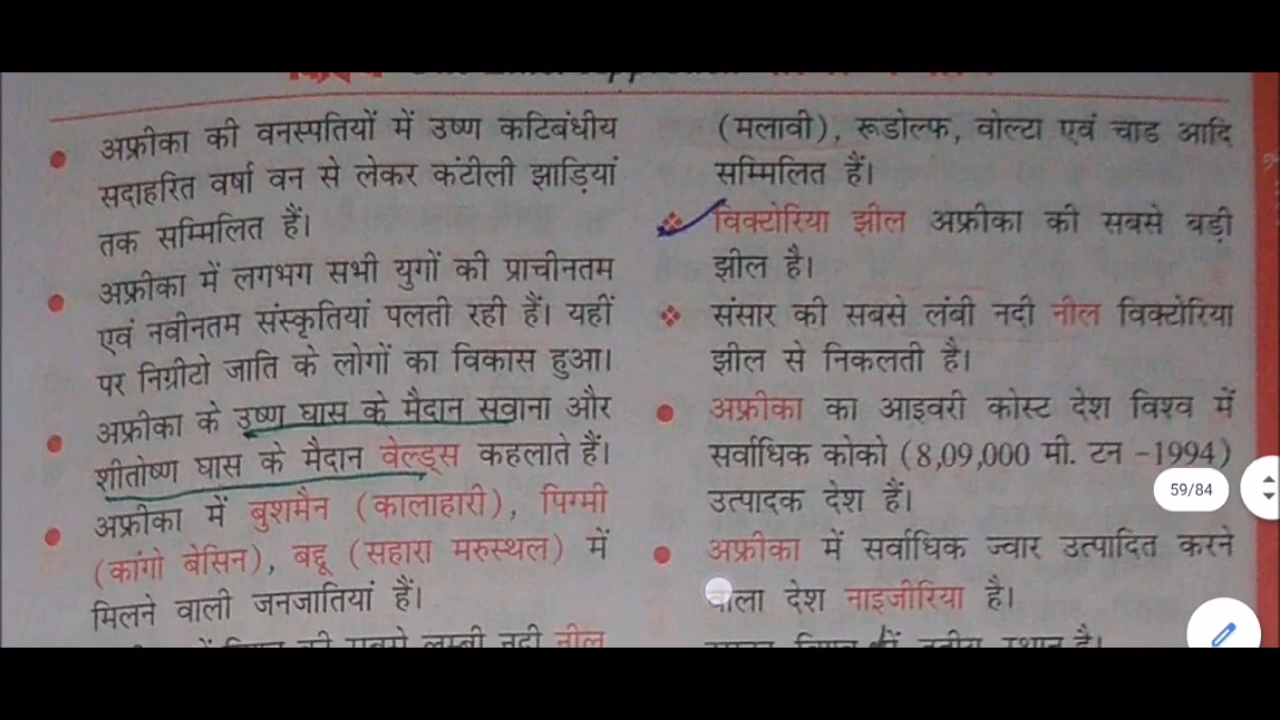 अफ्रीका की वनस्पतियों में उष्ण कटिबंधीय
सदाहरित वर्षा वन से लेकर कंटीली झाड़ियां
तक सम्मिलित हैं।
अफ्रीका में लगभग सभी युगों की प्राचीनतम
एवं नवीनतम संस्कृतियां पलती रही हैं। यहीं
पर निग्रीटो जाति के लोगों का विकास हुआ।
अफ्रीका के उष्ण घास के मैदान सवाना और
शीतोष्ण घास के मैदान वेल्ड्स कहलाते हैं।
अफ्रीका में बुशमैन (कालाहारी), पिग्मी
(कांगो बेसिन), बद्दू (सहारा मरुस्थल) में
मिलने वाली जनजातियां हैं।
की सबसे लम्बी नदी नील
(मलावी), रूडोल्फ, वोल्टा एवं चाड आदि
सम्मिलित हैं।
विक्टोरिया झील अफ्रीका की सबसे बड़ी
झील है।
संसार की सबसे लंबी नदी नील विक्टोरिया
झील से निकलती है।
अफ्रीका का आइवरी कोस्ट देश विश्व में
सर्वाधिक कोको (8,09,000 मी. टन -1994)
उत्पादक देश हैं।
अफ्रीका में सर्वाधिक ज्वार उत्पादित करने
वाला देश नाइजीरिया है।
में तृतीय स्थान है।
59/84